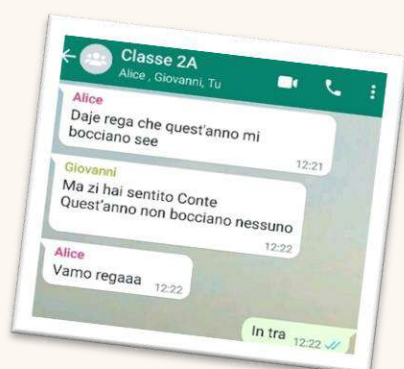 Classe 2A
Alice , Giovanni, Tu
Alice
Daje rega che quest'anno mi
bocciano see
12:21
Giovanni
Ma zi hai sentito Conte
Quest'anno non bocciano nessuno
12:22
Alice
Vamo regaaa
12:22
In tra
12:22